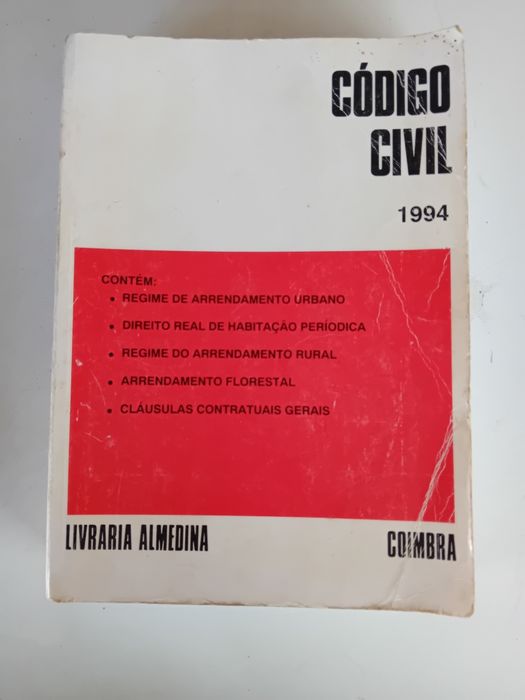 CÓDIGO
CIVIL
1994
CONTÉM:
• REGIME DE ARRENDAMENTO URBANO
• DIREITO REAL DE HABITAÇÃO PERÍODICA
• REGIME DO ARRENDAMENTO RURAL
• ARRENDAMENTO FLORESTAL
• CLÁUSULAS CONTRATUAIS GERAIS
LIVRARIA ALMEDINA COIMBRA